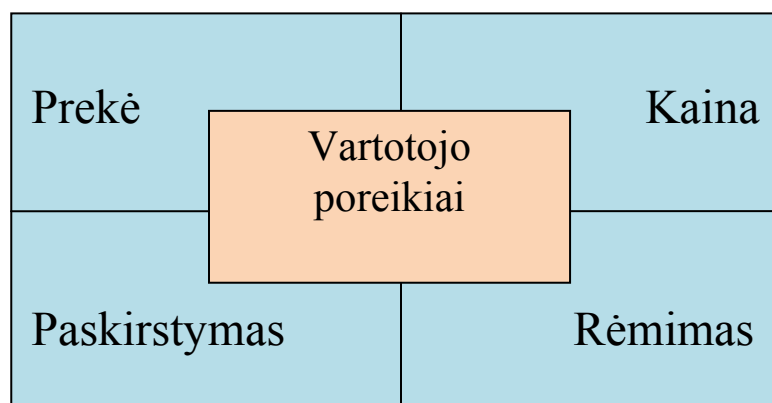 Prekė
Kaina
Vartotojo
poreikiai
Paskirstymas
Rėmimas